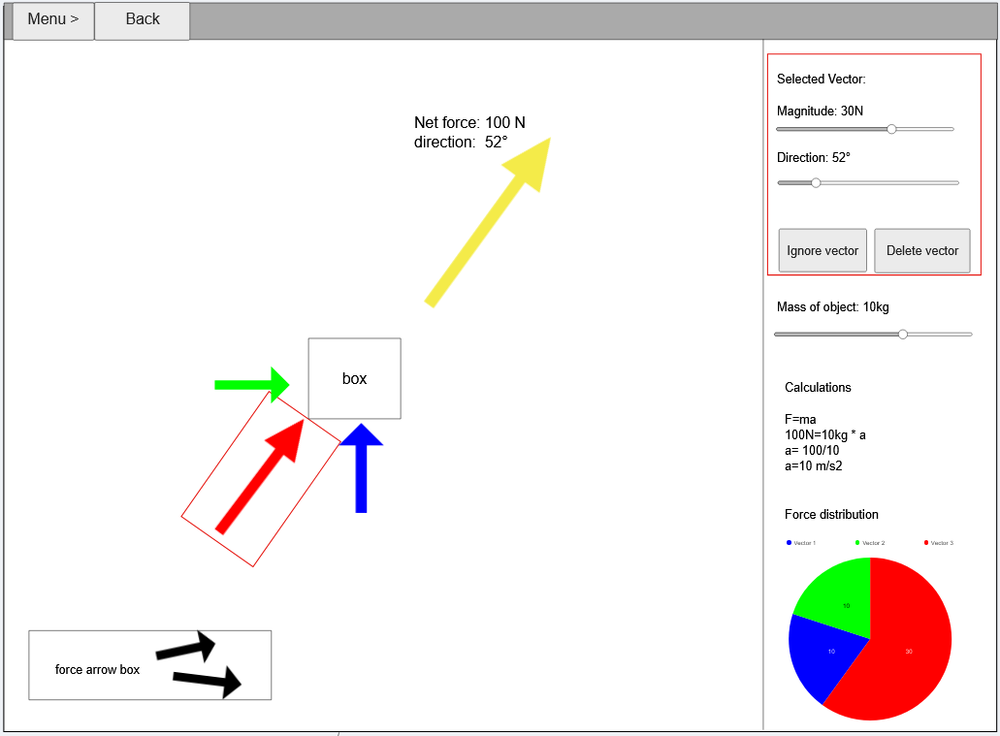 Menu >
Back
Net force: 100 N
direction:  52°
Selected Vector:
Magnitude: 30N
Direction: 52°
Ignore vector
Delete vector
Mass of object: 10kg
box
Calculations
F=ma
100N=10kg * a
a= 100/10
a=10 m/s2
Force distribution
Vector 1
Vector 2
Vector 3
10
10
30
force arrow box